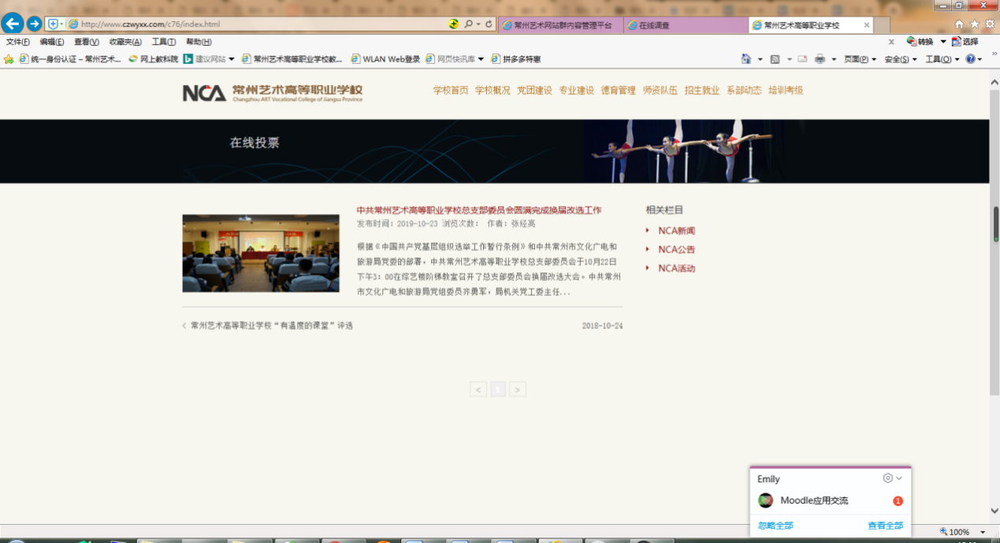 http://www.czwyxx.com/c76/index.html
常州艺术网站群内容管理平台
在线调查
常州艺术高等职业学校
文件(F) 编辑(E) 查看(V) 收藏夹(A) 工具(T) 帮助(H)
转换 选择
统一身份认证 – 常州艺术... 网上教科院 建议网站 常州艺术高等职业学校教... WLAN Web登录 网页快讯库 拼多多特惠
页面(P) 安全(S) 工具(O)
NCA 常州艺术高等职业学校
Changzhou ART Vocational College of Jiangsu Province
学校首页 学校概况 党团建设 专业建设 德育管理 师资队伍 招生就业 系部动态 培训考级
在线投票
中共常州艺术高等职业学校总支部委员会圆满完成换届改选工作
发布时间：2019-10-23 浏览次数： 作者：张经亮
根据《中国共产党基层组织选举工作暂行条例》和中共常州市文化广电和
旅游局党委的部署，中共常州艺术高等职业学校总支部委员会于10月22日
下午3：00在综艺楼阶梯教室召开了总支部委员会换届改选大会。中共常州
市文化广电和旅游局党组委员齐勇军，局机关党工委主任...
相关栏目
NCA新闻
NCA公告
NCA活动
常州艺术高等职业学校“有温度的课堂”评选 2018-10-24
< 1 >
Emily
Moodle应用交流 1
忽略全部 查看全部
100%